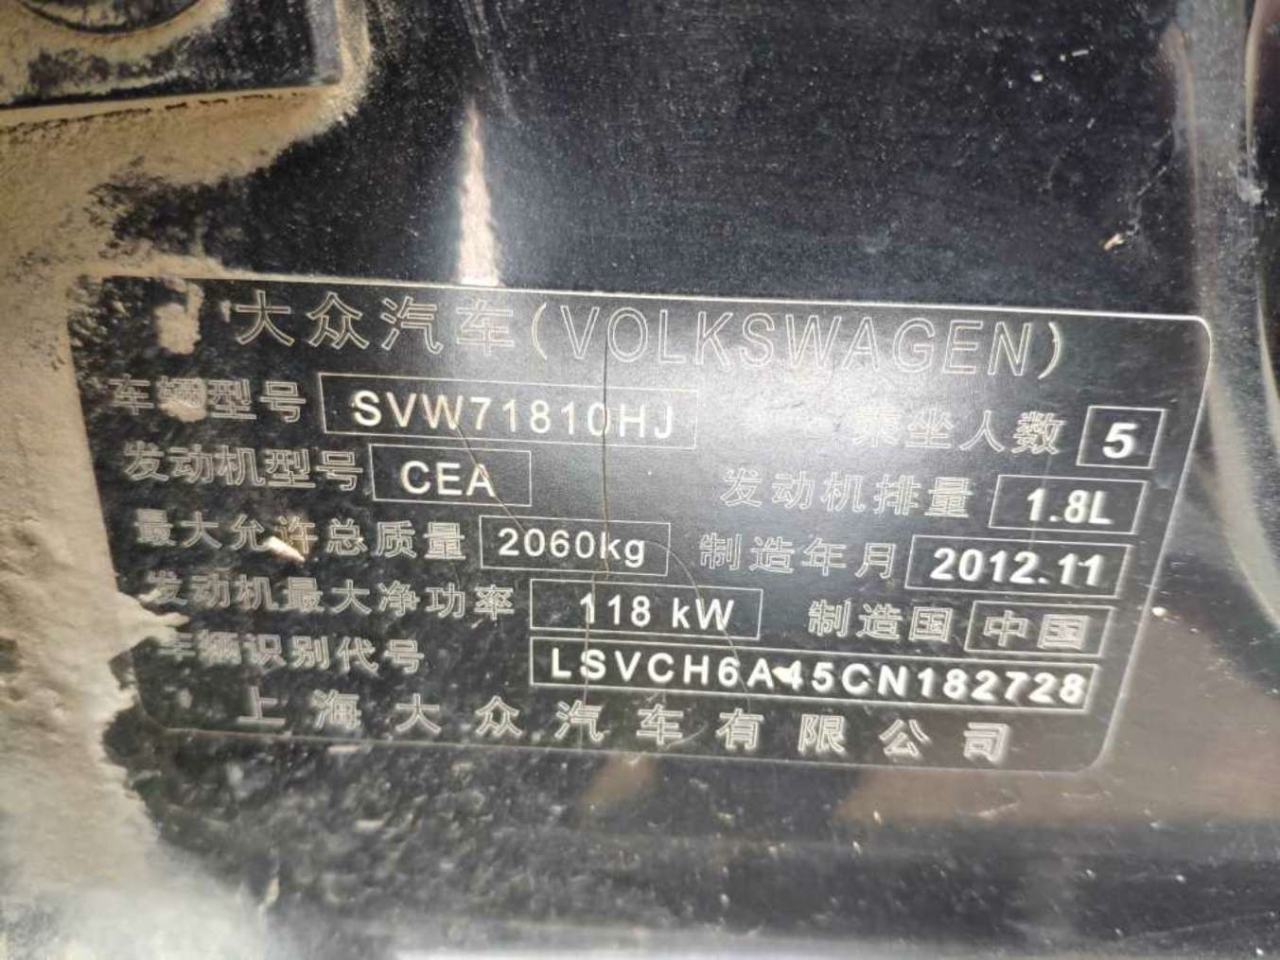 大众汽车(VOLKSWAGEN)
车辆型号 SVW71810HJ 乘坐人数 5
发动机型号 CEA 发动机排量 1.8L
最大允许总质量 2060kg 制造年月 2012.11
发动机最大净功率 118 kW 制造国 中国
车辆识别代号 LSVCH6A45CN182728
上海大众汽车有限公司